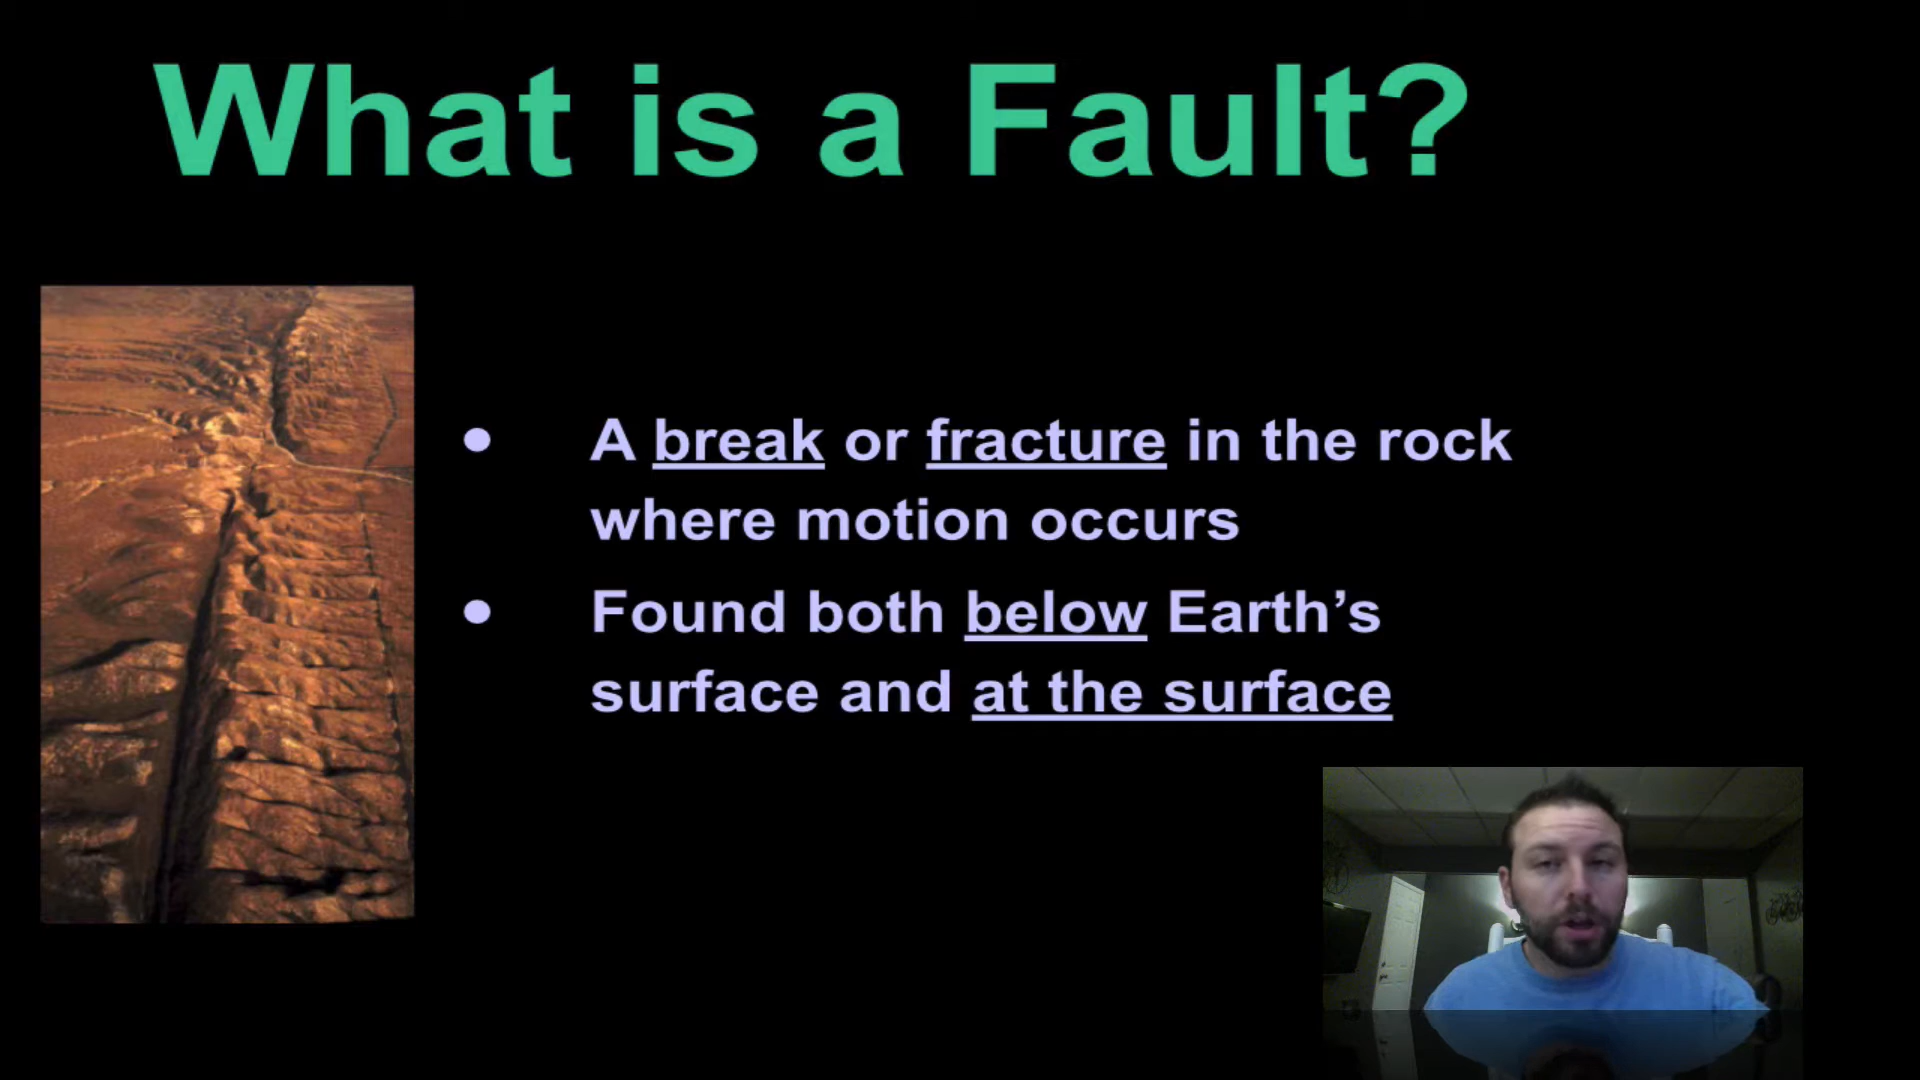 What is a Fault?
• A break or fracture in the rock
where motion occurs
• Found both below Earth’s
surface and at the surface